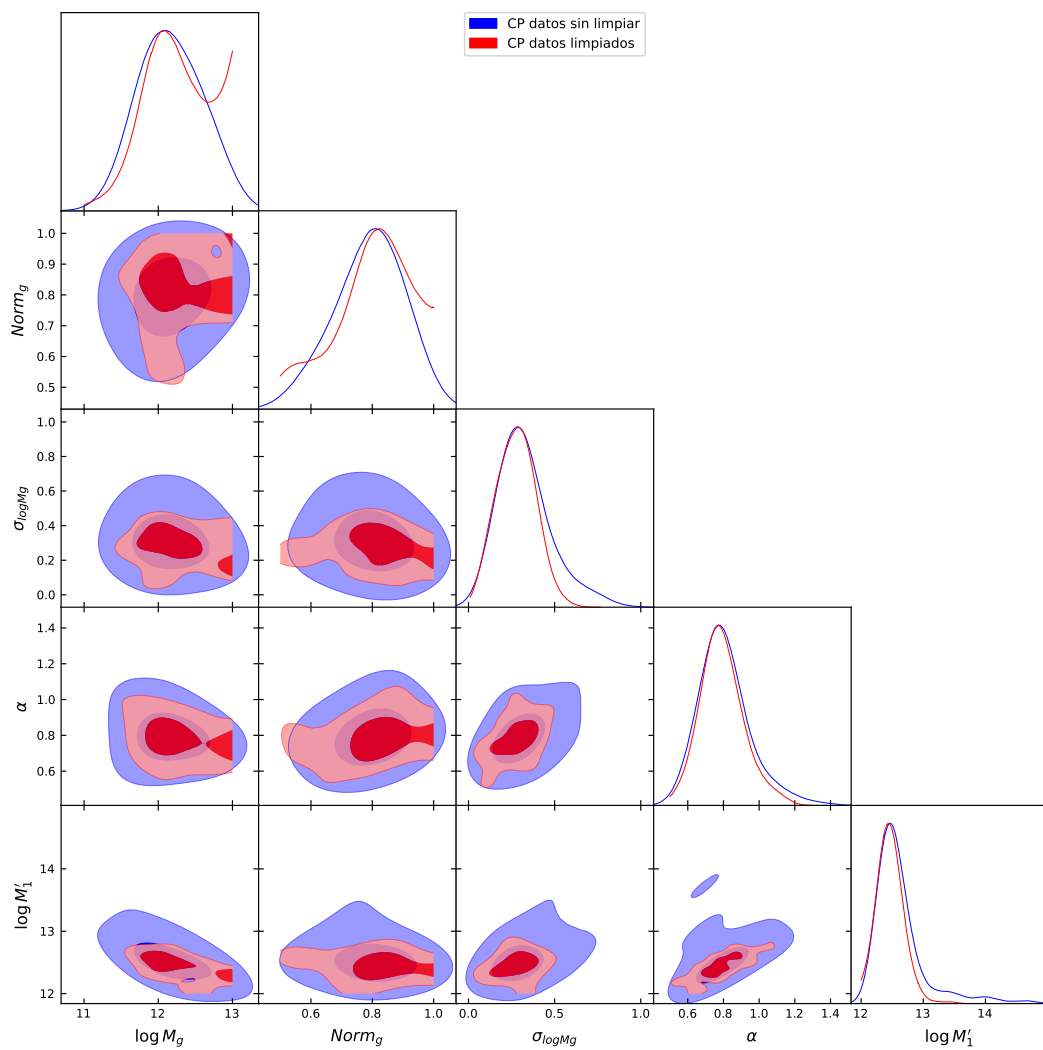 CP datos sin limpiar
CP datos limpiados
1.0
0.9
0.8
0.7
0.6
0.5
Norm_g
1.0
0.8
0.6
0.4
0.2
0.0
σ_logMg
1.4
1.2
1.0
0.8
0.6
α
14
13
12
log M′_1
11 12 13
0.6 0.8 1.0
0.0 0.5 1.0
0.6 0.8 1.0 1.2 1.4
12 13 14
log M_g
Norm_g
σ_logMg
α
log M′_1